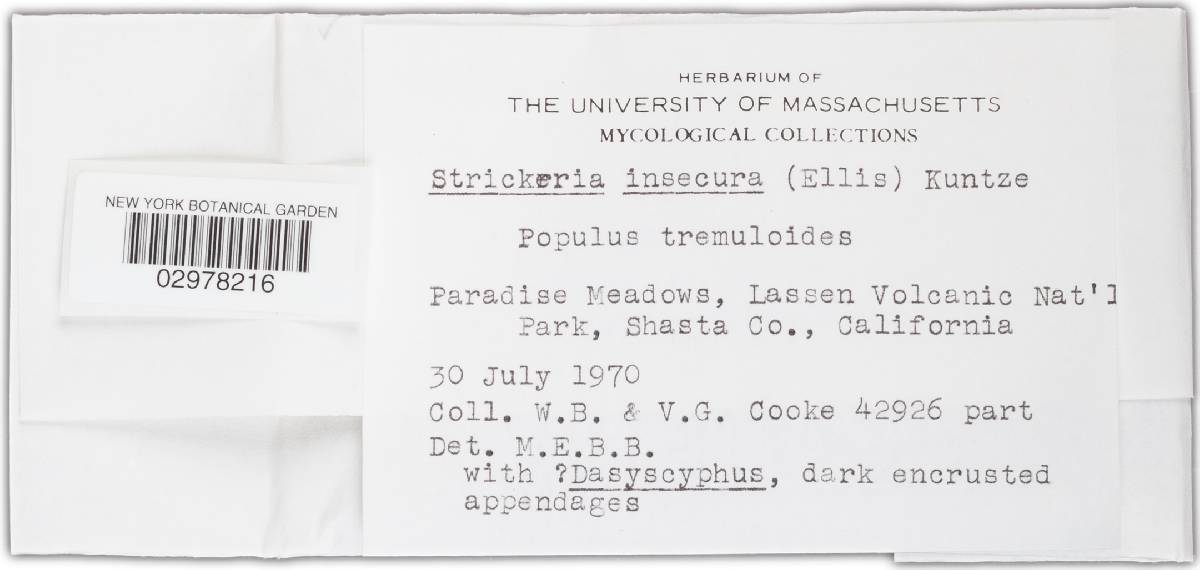 HERBARIUM OF
THE UNIVERSITY OF MASSACHUSETTS
MYCOLOGICAL COLLECTIONS
Strickeria insecura (Ellis) Kuntze
Populus tremuloides
Paradise Meadows, Lassen Volcanic Nat'l
Park, Shasta Co., California
30 July 1970
Coll. W.B. & V.G. Cooke 42926 part
Det. M.E.B.B.
with ?Dasyscyphus, dark encrusted
appendages
NEW YORK BOTANICAL GARDEN
02978216